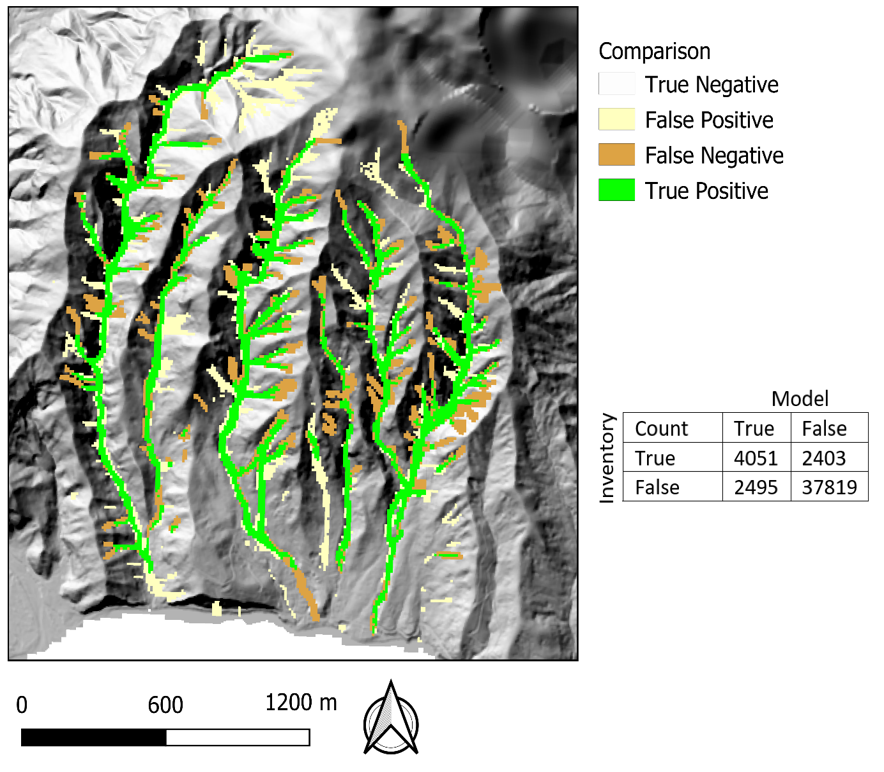 Comparison
True Negative
False Positive
False Negative
True Positive
Model
Inventory
Count True False
True 4051 2403
False 2495 37819
0 600 1200 m